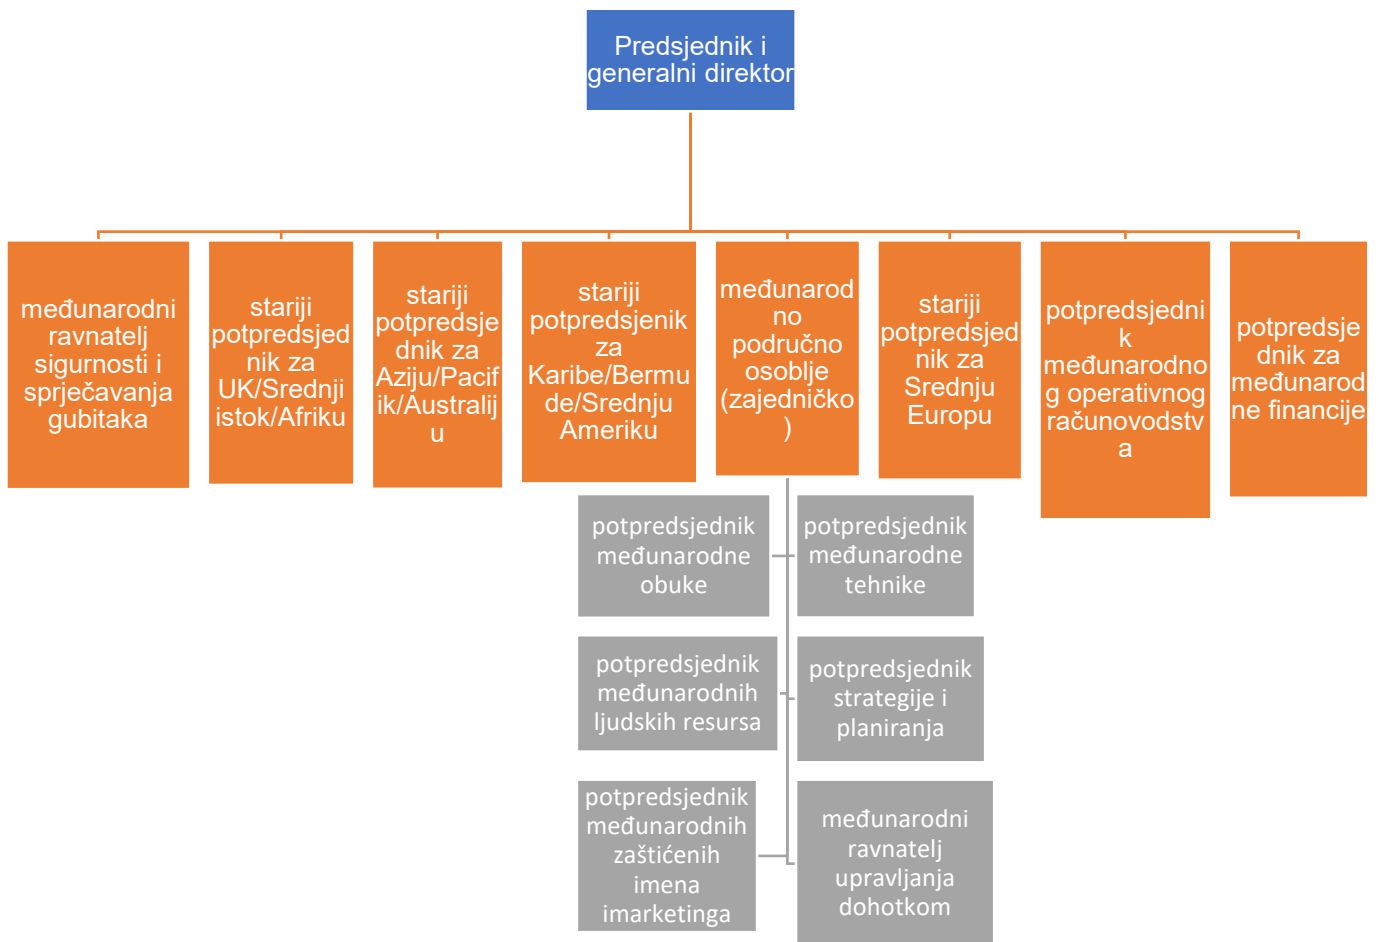 Predsjednik i
generalni direktor
međunarodni
ravnatelj
sigurnosti i
sprječavanja
gubitaka
stariji
potpredsjed
nik za
UK/Srednji
istok/Afriku
stariji
potpredsje
dnik za
Aziju/Pacif
ik/Australij
u
stariji
potpredsjenik
za
Karibe/Bermu
de/Srednju
Ameriku
međunarod
no
područno
osoblje
(zajedničko
)
stariji
potpredsjed
nik za
Srednju
Europu
potpredsjedni
k
međunarodno
g operativnog
računovodstv
a
potpredsje
dnik za
međunarod
ne financije
potpredsjednik
međunarodne
obuke
potpredsjednik
međunarodne
tehnike
potpredsjednik
međunarodnih
ljudskih resursa
potpredsjednik
strategije i
planiranja
potpredsjednik
međunarodnih
zaštićenih
imena
imarketinga
međunarodni
ravnatelj
upravljanja
dohotkom